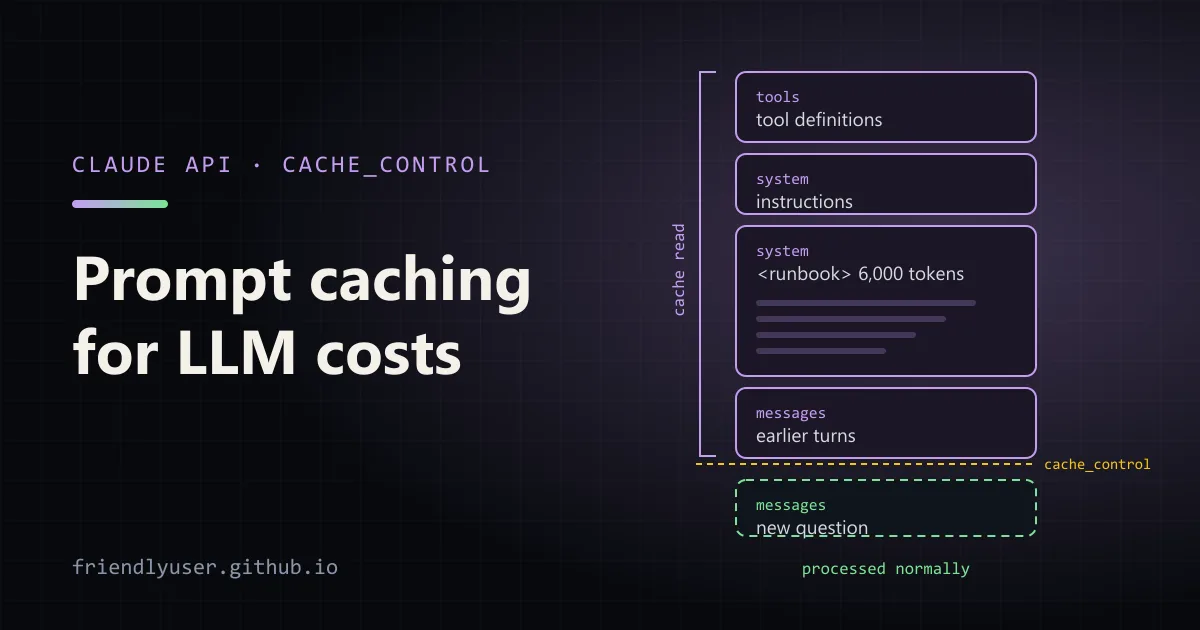 CLAUDE API · CACHE_CONTROL
Prompt caching
for LLM costs
friendlyuser.github.io
cache read
tools
tool definitions
system
instructions
system
<runbook> 6,000 tokens
messages
earlier turns
cache_control
messages
new question
processed normally